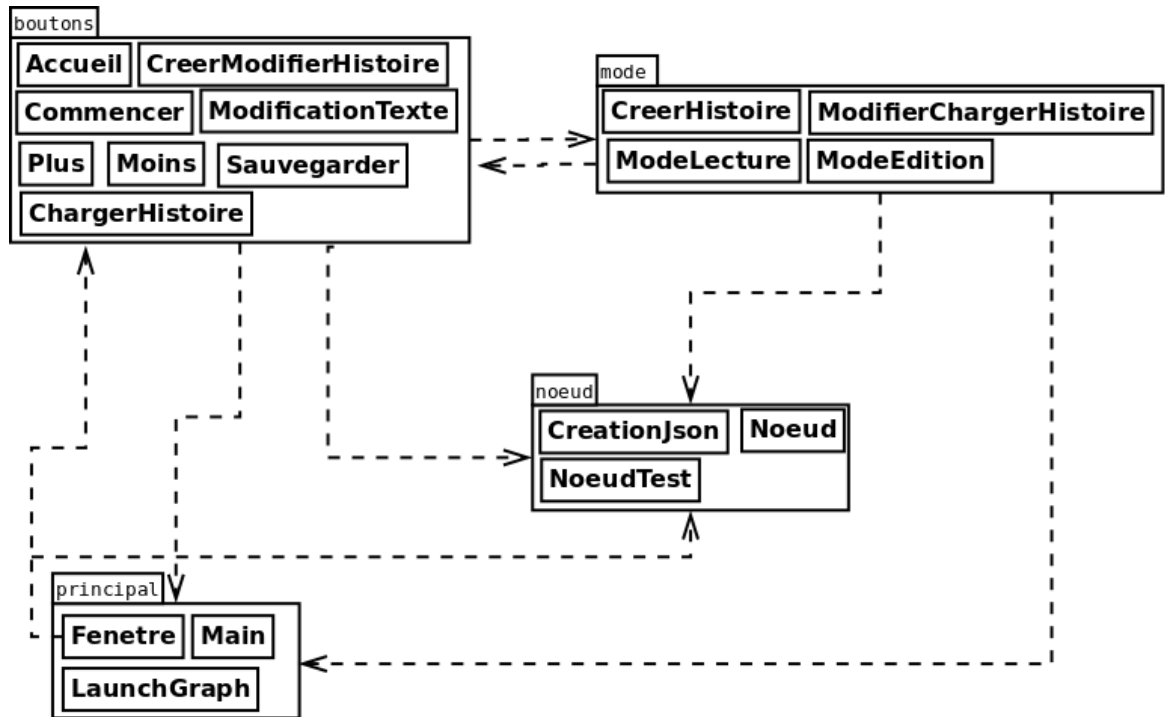 boutons
Accueil CreerModifierHistoire
Commencer ModificationTexte
Plus Moins Sauvegarder
ChargerHistoire
mode
CreerHistoire ModifierChargerHistoire
ModeLecture ModeEdition
noeud
CreationJson Noeud
NoeudTest
principal
Fenetre Main
LaunchGraph